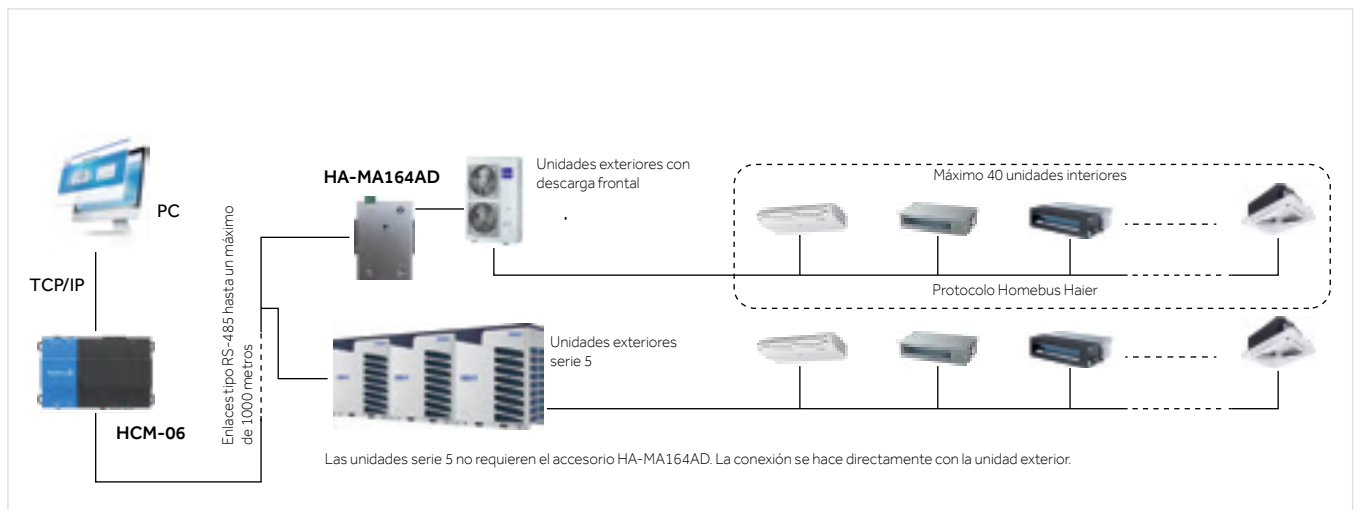 HA-MA164AD
Unidades exteriores con
descarga frontal
Máximo 40 unidades interiores
PC
TCP/IP
Enlaces tipo RS-485 hasta un máximo
de 1000 metros
Protocolo Homebus Haier
Unidades exteriores
serie 5
HCM-06
Las unidades serie 5 no requieren el accesorio HA-MA164AD. La conexión se hace directamente con la unidad exterior.